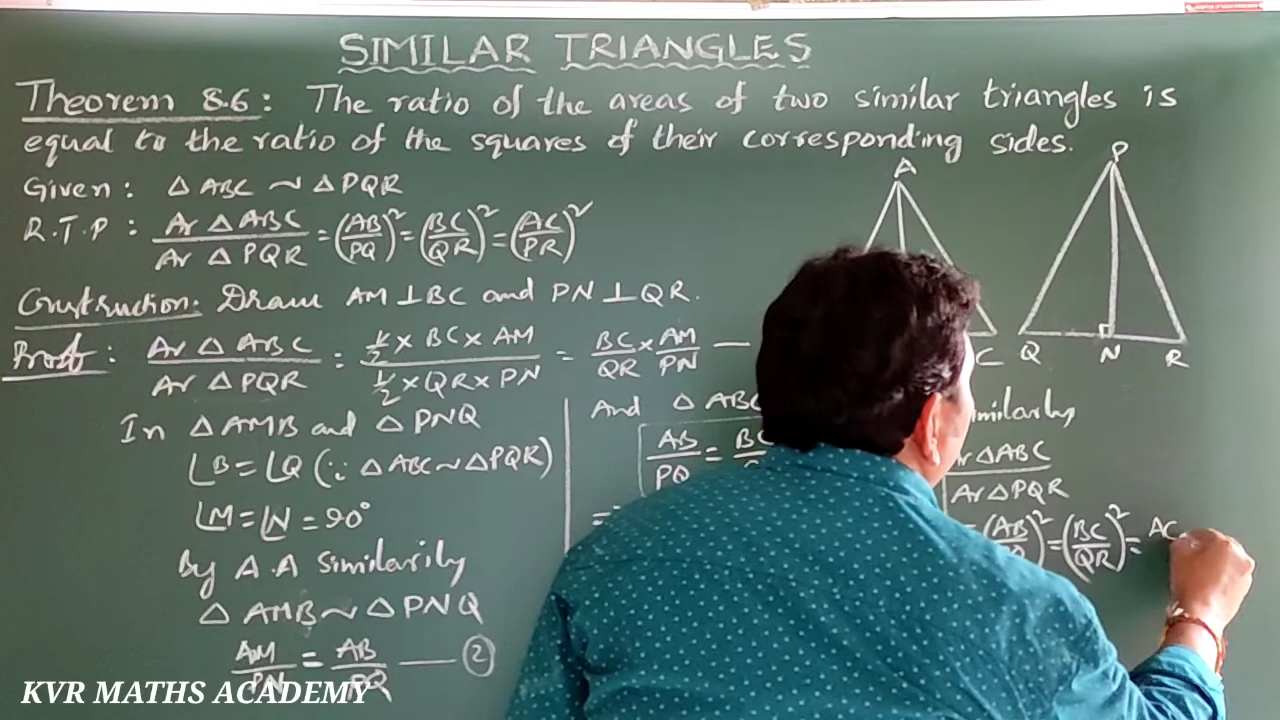 SIMILAR TRIANGLES
Theorem 8.6: The ratio of the areas of two similar triangles is
equal to the ratio of the squares of their corresponding sides.
Given: △ABC ~ △PQR
R.T.P: Ar △ABC / Ar △PQR = (AB/PQ)² = (BC/QR)² = (AC/PR)²
Construction: Draw AM ⊥ BC and PN ⊥ QR.
Proof: Ar △ABC / Ar △PQR = ½ × BC × AM / ½ × QR × PN = BC/QR × AM/PN —
In △AMB and △PNQ
∠B = ∠Q (∵ △ABC ~ △PQR)
∠M = ∠N = 90°
By A.A Similarily
△AMB ~ △PNQ
AM/PN = AB/PQ — ②
And △ABC
AB/PQ = BC
Ar △ABC
Ar △PQR
= (AB)² = (BC/QR)² = AC
A
C
P
Q
N
R
KVR MATHS ACADEMY